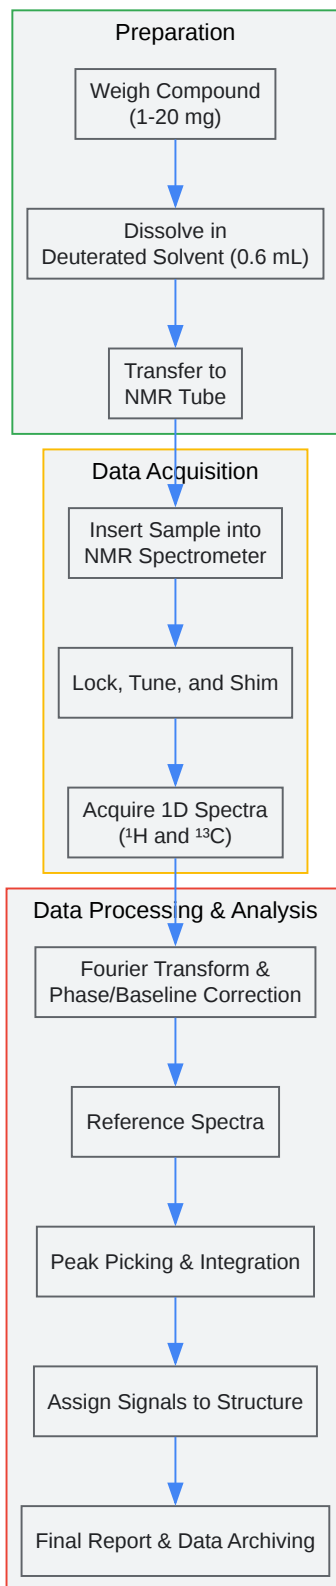 Preparation
Weigh Compound
(1-20 mg)
Dissolve in
Deuterated Solvent (0.6 mL)
Transfer to
NMR Tube
Data Acquisition
Insert Sample into
NMR Spectrometer
Lock, Tune, and Shim
Acquire 1D Spectra
(¹H and ¹³C)
Data Processing & Analysis
Fourier Transform &
Phase/Baseline Correction
Reference Spectra
Peak Picking & Integration
Assign Signals to Structure
Final Report & Data Archiving